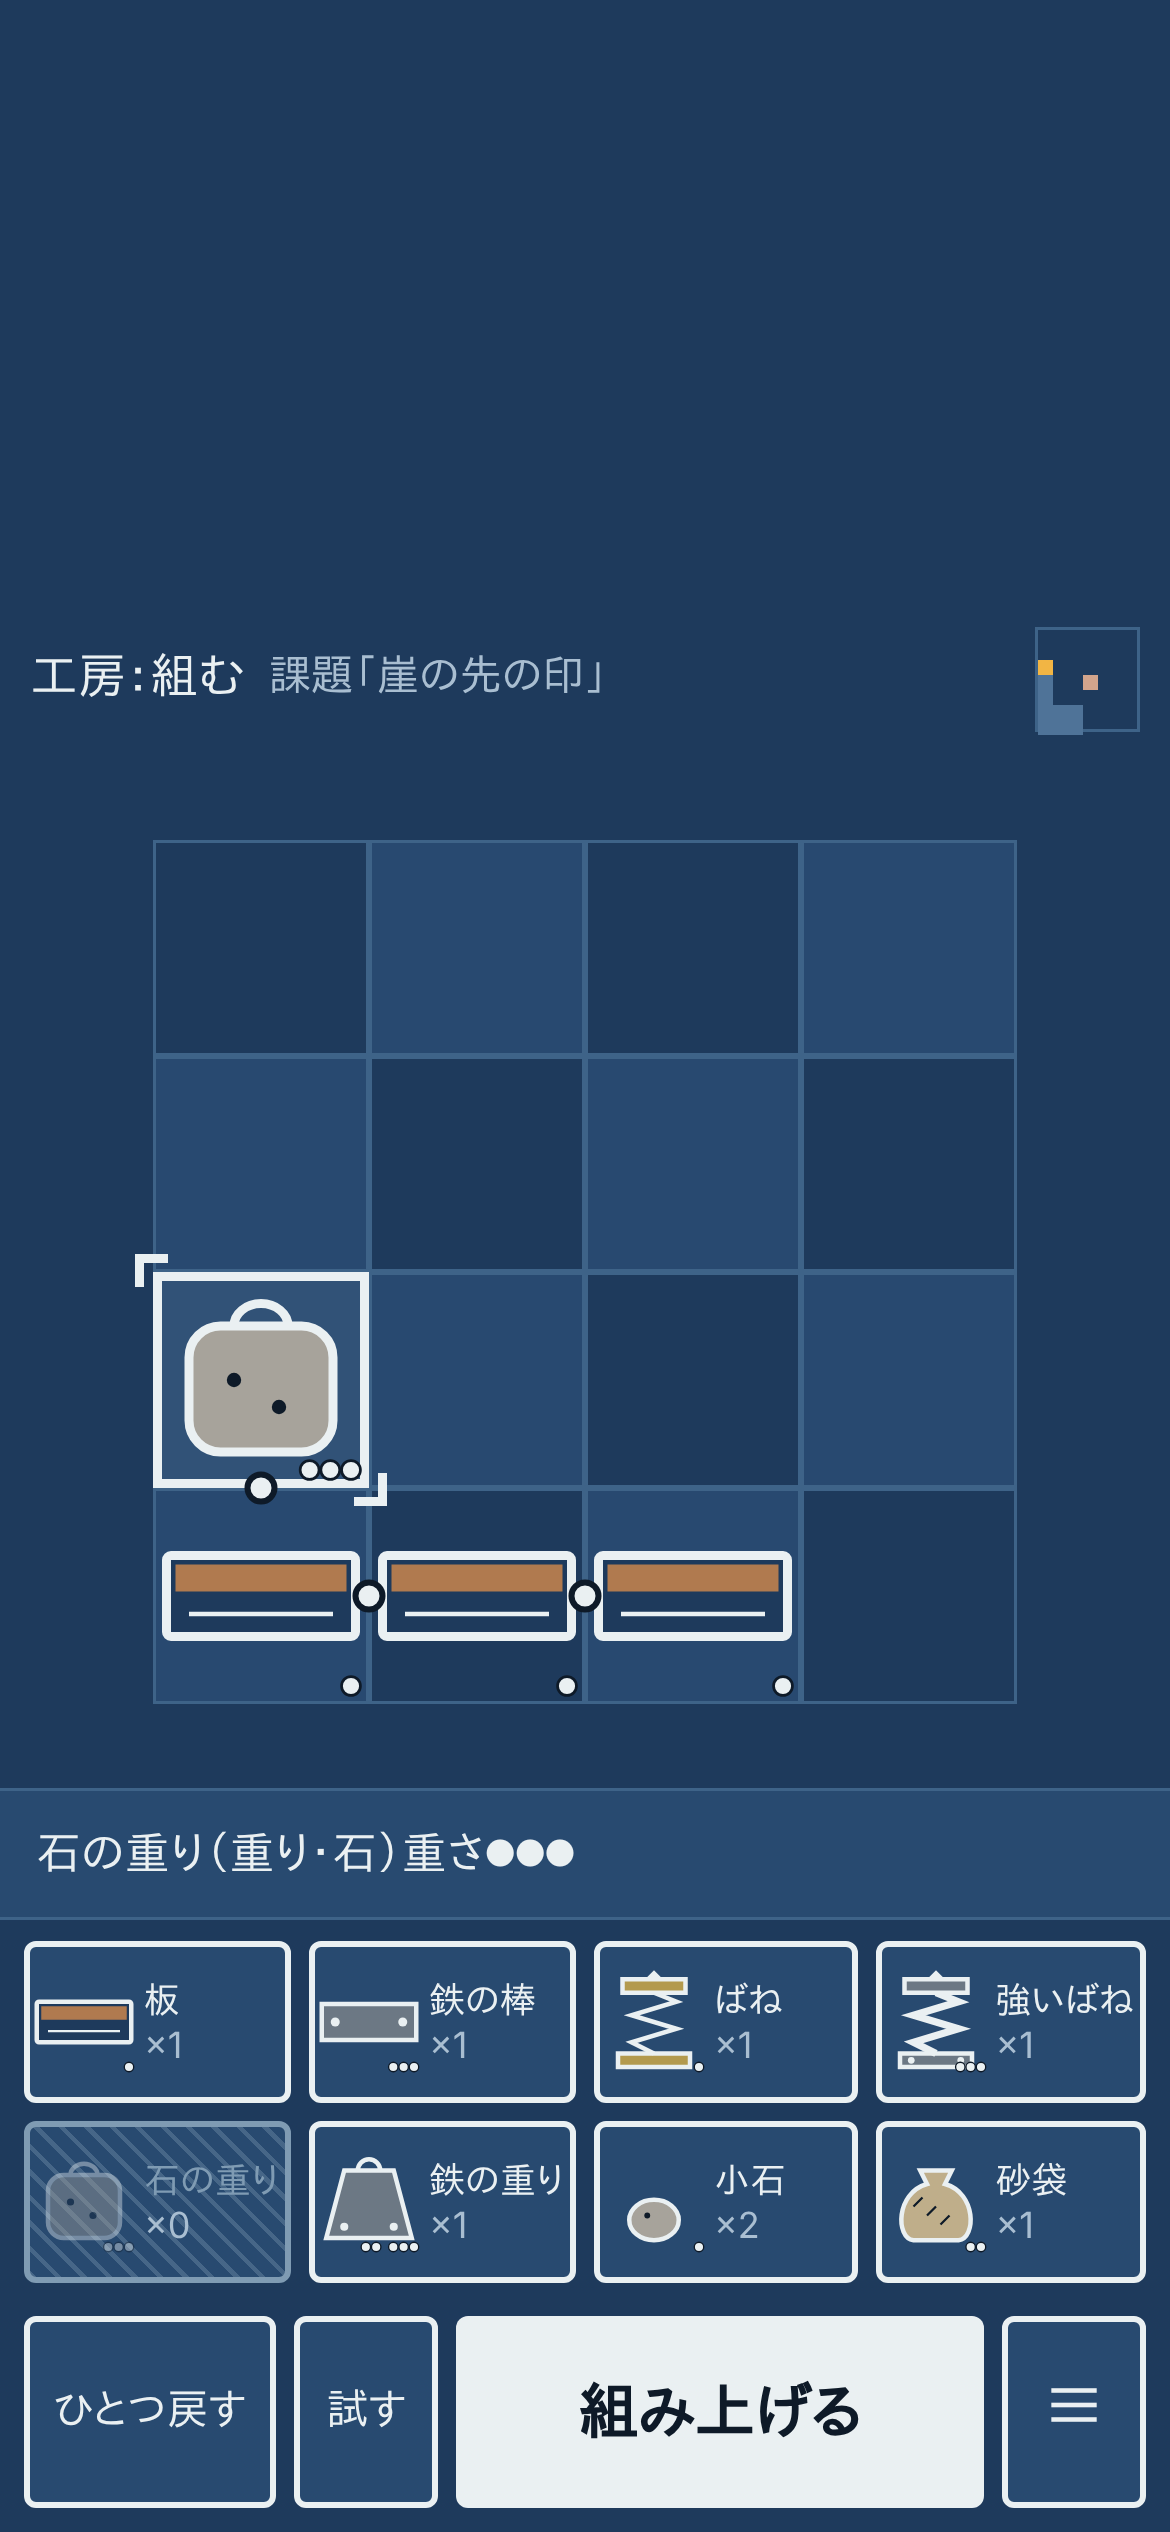 工房:組む 課題「崖の先の印」
石の重り(重り・石)重さ●●●
板
×1
鉄の棒
×1
ばね
×1
強いばね
×1
石の重り
×0
鉄の重り
×1
小石
×2
砂袋
×1
ひとつ戻す
試す
組み上げる